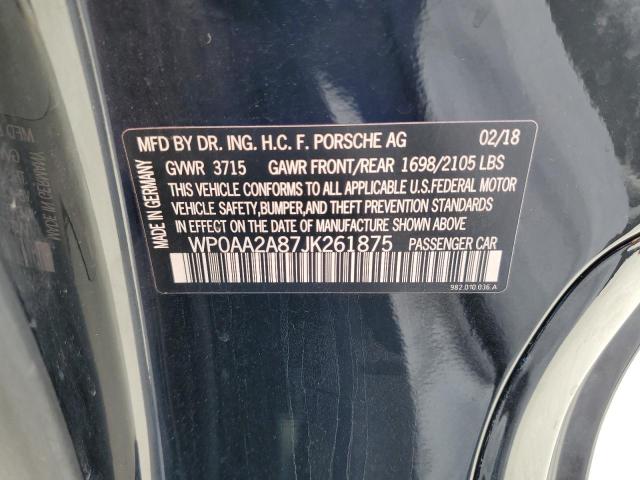 MFD BY DR. ING. H.C. F. PORSCHE AG 02/18
GVWR 3715 GAWR FRONT/REAR 1698/2105 LBS
THIS VEHICLE CONFORMS TO ALL APPLICABLE U.S.FEDERAL MOTOR
VEHICLE SAFETY,BUMPER,AND THEFT PREVENTION STANDARDS
IN EFFECT ON THE DATE OF MANUFACTURE SHOWN ABOVE.
WP0AA2A87JK261875 PASSENGER CAR
982.010.036.A
MADE IN GERMANY